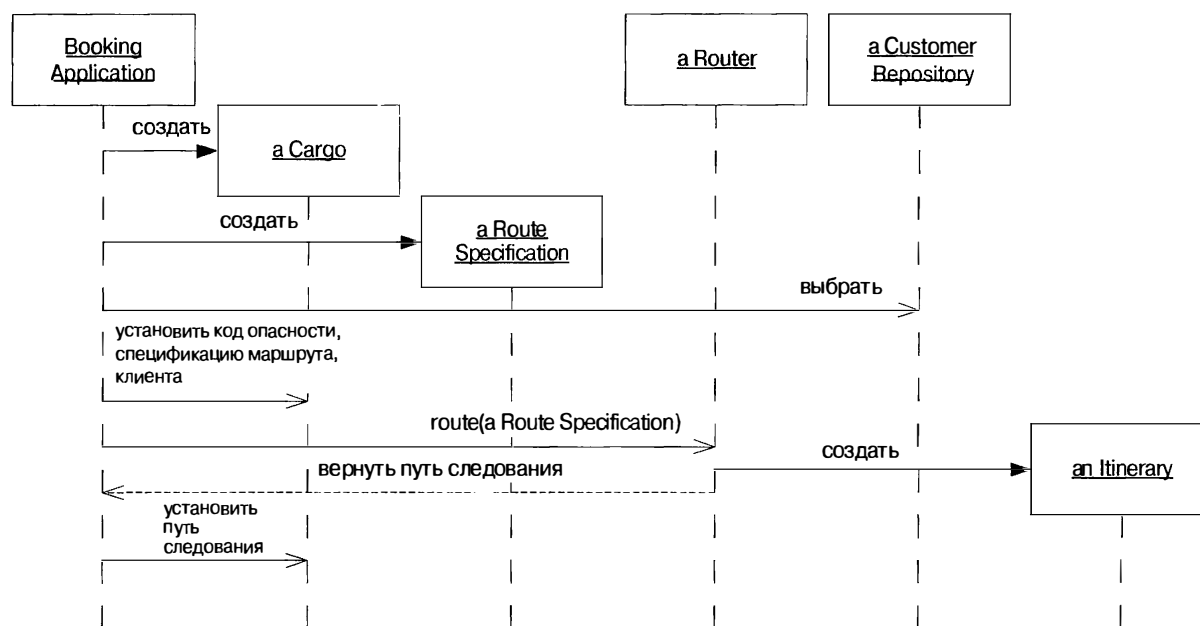 Booking
Application
a Router
a Customer
Repository
создать
a Cargo
создать
a Route
Specification
выбрать
установить код опасности,
спецификацию маршрута,
клиента
route(a Route Specification)
вернуть путь следования
создать
an Itinerary
установить
путь
следования